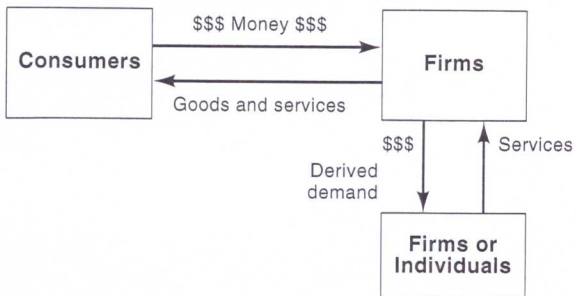 $$$ Money $$$
Consumers
Firms
Goods and services
$$$
Services
Derived
demand
Firms or
Individuals